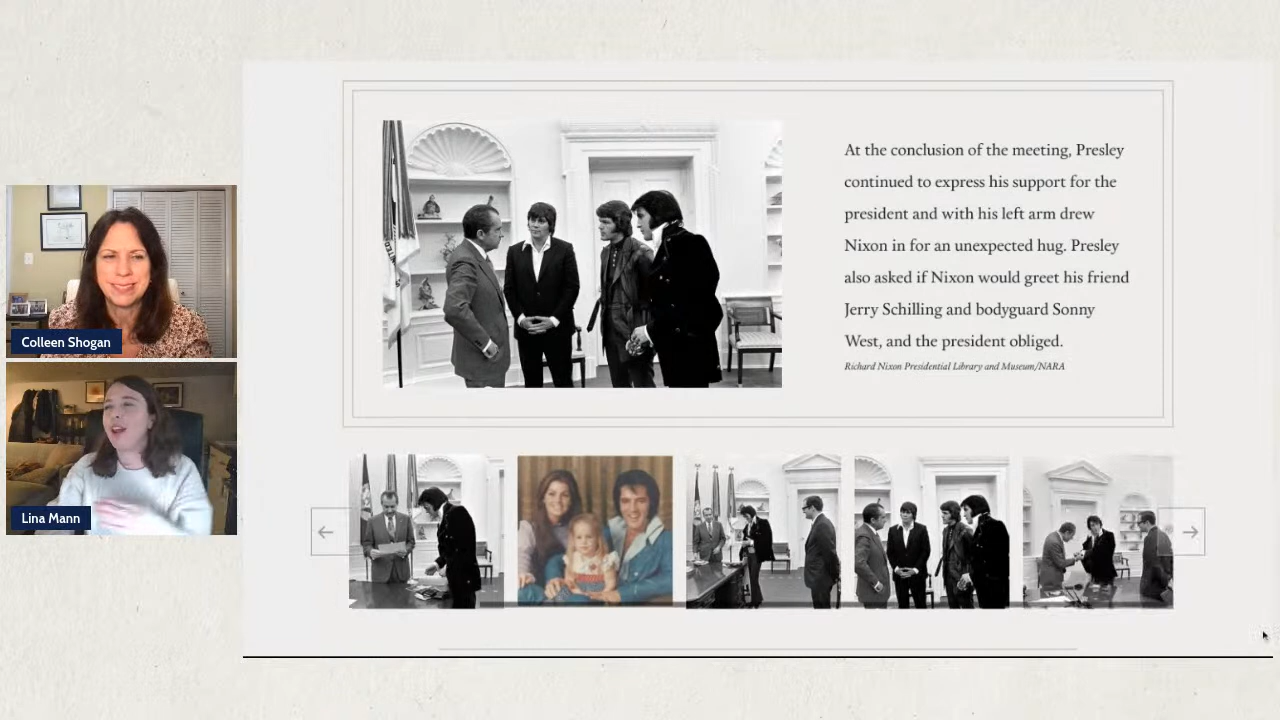 At the conclusion of the meeting, Presley
continued to express his support for the
president and with his left arm drew
Nixon in for an unexpected hug. Presley
also asked if Nixon would greet his friend
Jerry Schilling and bodyguard Sonny
West, and the president obliged.
Richard Nixon Presidential Library and Museum/NARA
Colleen Shogan
Lina Mann